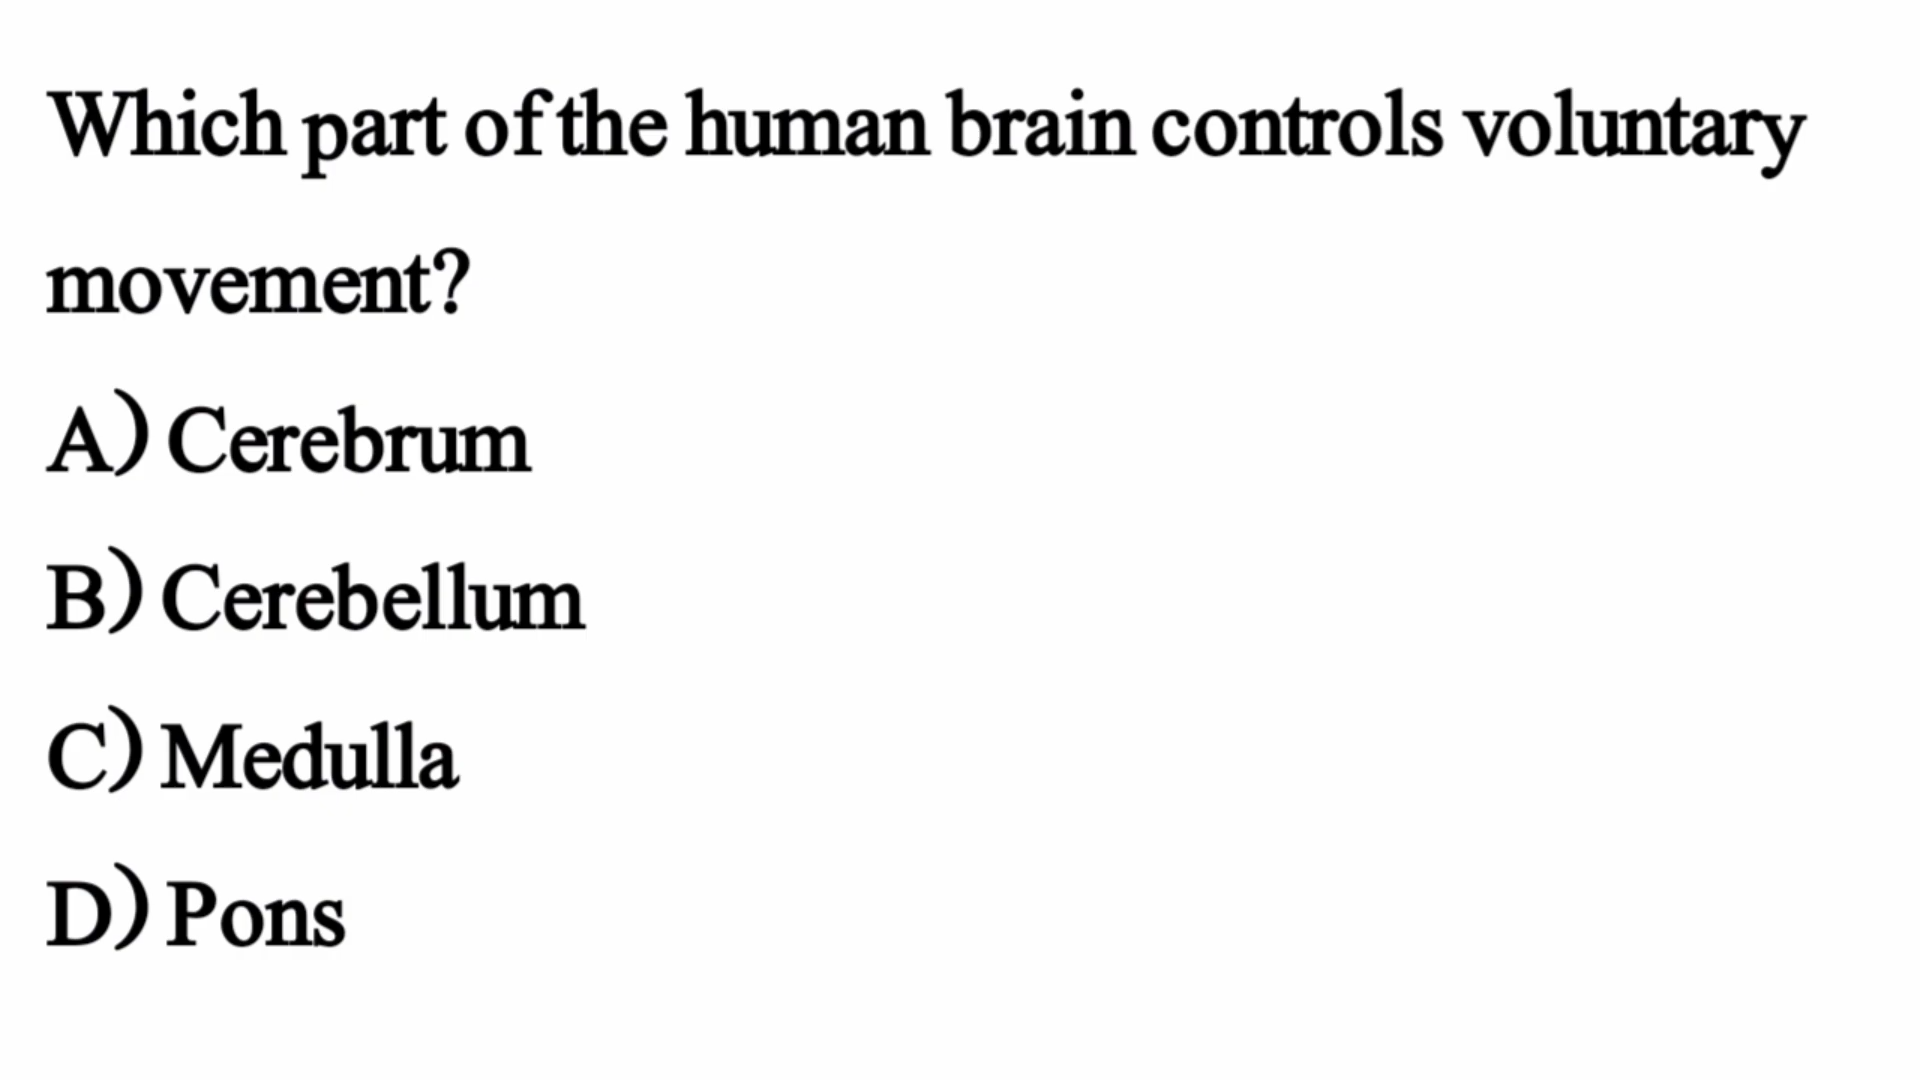 Which part of the human brain controls voluntary
movement?
A) Cerebrum
B) Cerebellum
C) Medulla
D) Pons